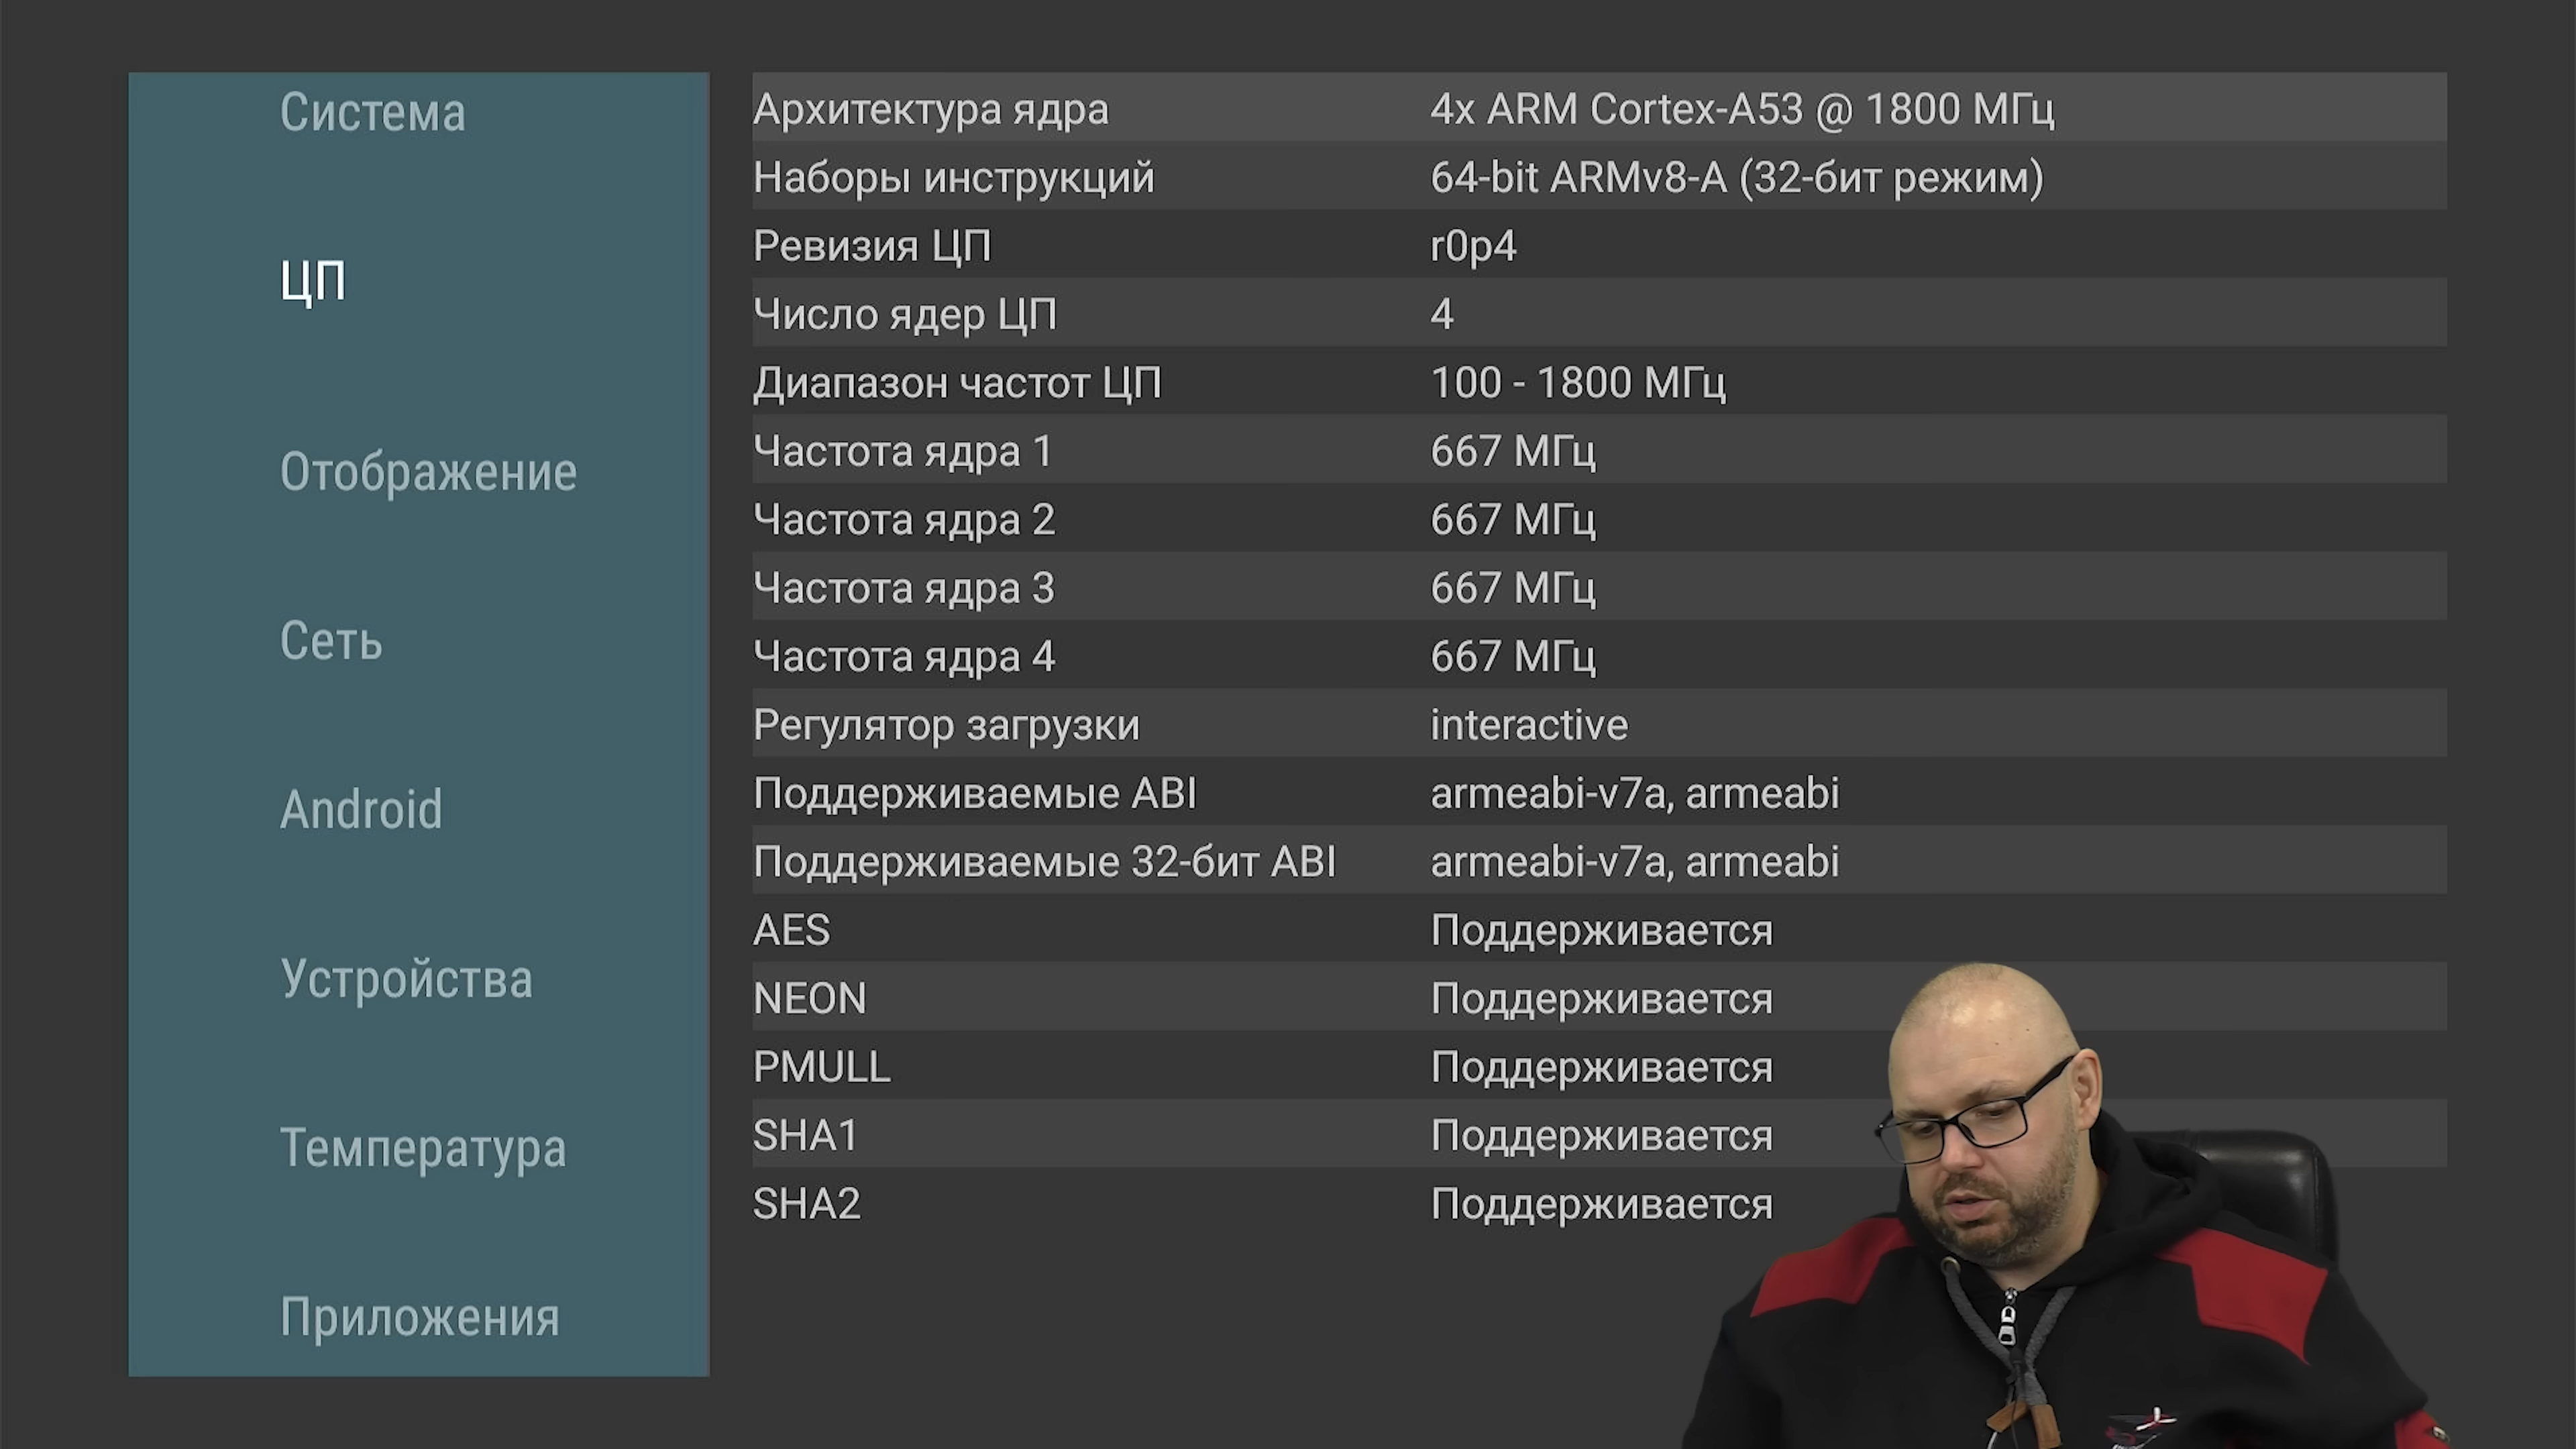 Система
ЦП
Отображение
Сеть
Android
Устройства
Температура
Приложения
Архитектура ядра 4x ARM Cortex-A53 @ 1800 МГц
Наборы инструкций 64-bit ARMv8-A (32-бит режим)
Ревизия ЦП r0p4
Число ядер ЦП 4
Диапазон частот ЦП 100 - 1800 МГц
Частота ядра 1 667 МГц
Частота ядра 2 667 МГц
Частота ядра 3 667 МГц
Частота ядра 4 667 МГц
Регулятор загрузки interactive
Поддерживаемые ABI armeabi-v7a, armeabi
Поддерживаемые 32-бит ABI armeabi-v7a, armeabi
AES Поддерживается
NEON Поддерживается
PMULL Поддерживается
SHA1 Поддерживается
SHA2 Поддерживается